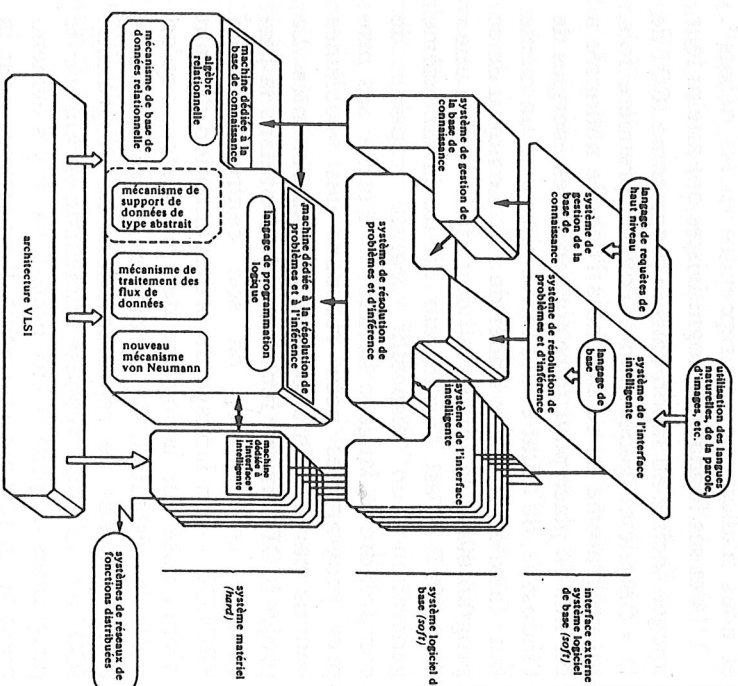 utilisation des langues
naturelles, de la parole,
d'images, etc.
langage de requêtes de
haut niveau
système de
gestion de la
base de
connaissance
langage de
base
système de résolution de
problèmes et d'inférence
système de l'interface
intelligente
interface externe
système logiciel
de base (soft)
système de gestion de
la base de
connaissance
système de résolution de
problèmes et d'inférence
système de l'interface
intelligente
système logiciel d
base (soft)
machine dédiée à la
base de connaissance
algèbre
relationnelle
mécanisme de base de
données relationnelle
machine dédiée à la résolution de
problèmes et à l'inférence
langage de programmation
logique
mécanisme de
support de
données de
type abstrait
mécanisme de
traitement des
flux de
données
nouveau
mécanisme
von Neumann
machine
dédiée à
l'interface
intelligente
système matériel
(hard)
architecture VLSI
systèmes de réseaux de
fonctions distribuées